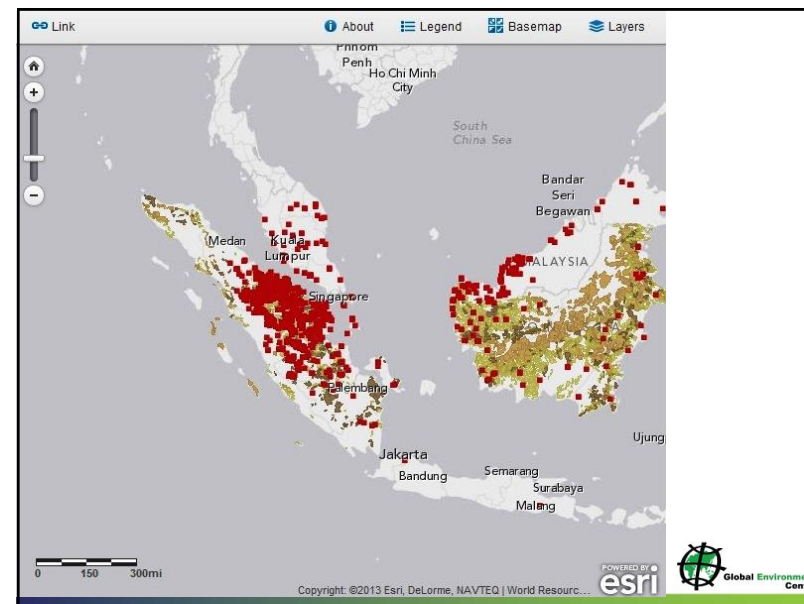 Link
About
Legend
Basemap
Layers
Phnom
Penh
Ho Chi Minh
City
South
China Sea
Bandar
Seri
Begawan
Medan
Kuala
Lumpur
MALAYSIA
Singapore
Palembang
Ujung
Jakarta
Bandung
Semarang
Surabaya
Malang
0 150 300mi
POWERED BY
esri
Copyright: ©2013 Esri, DeLorme, NAVTEQ | World Resourc...
Global Environme
Cent